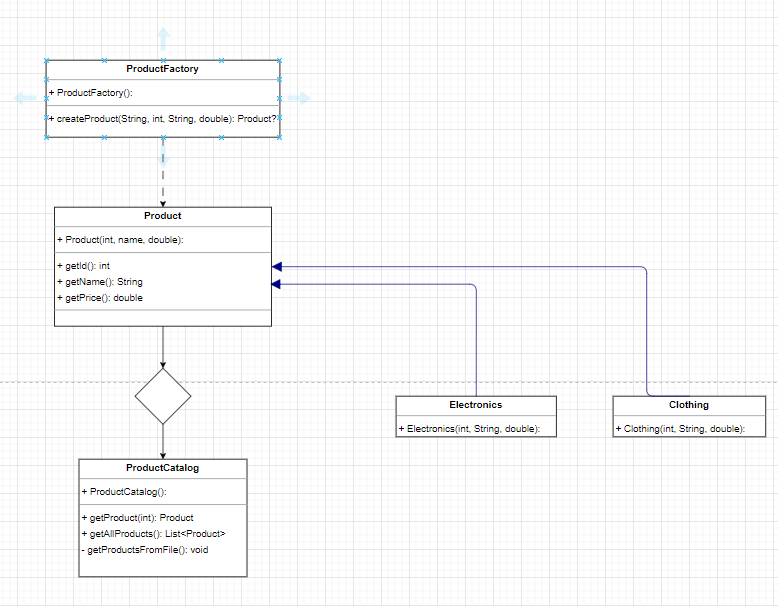 ProductFactory
+ ProductFactory():
+ createProduct(String, int, String, double): Product?
Product
+ Product(int, name, double):
+ getId(): int
+ getName(): String
+ getPrice(): double
Electronics
+ Electronics(int, String, double):
Clothing
+ Clothing(int, String, double):
ProductCatalog
+ ProductCatalog():
+ getProduct(int): Product
+ getAllProducts(): List<Product>
- getProductsFromFile(): void